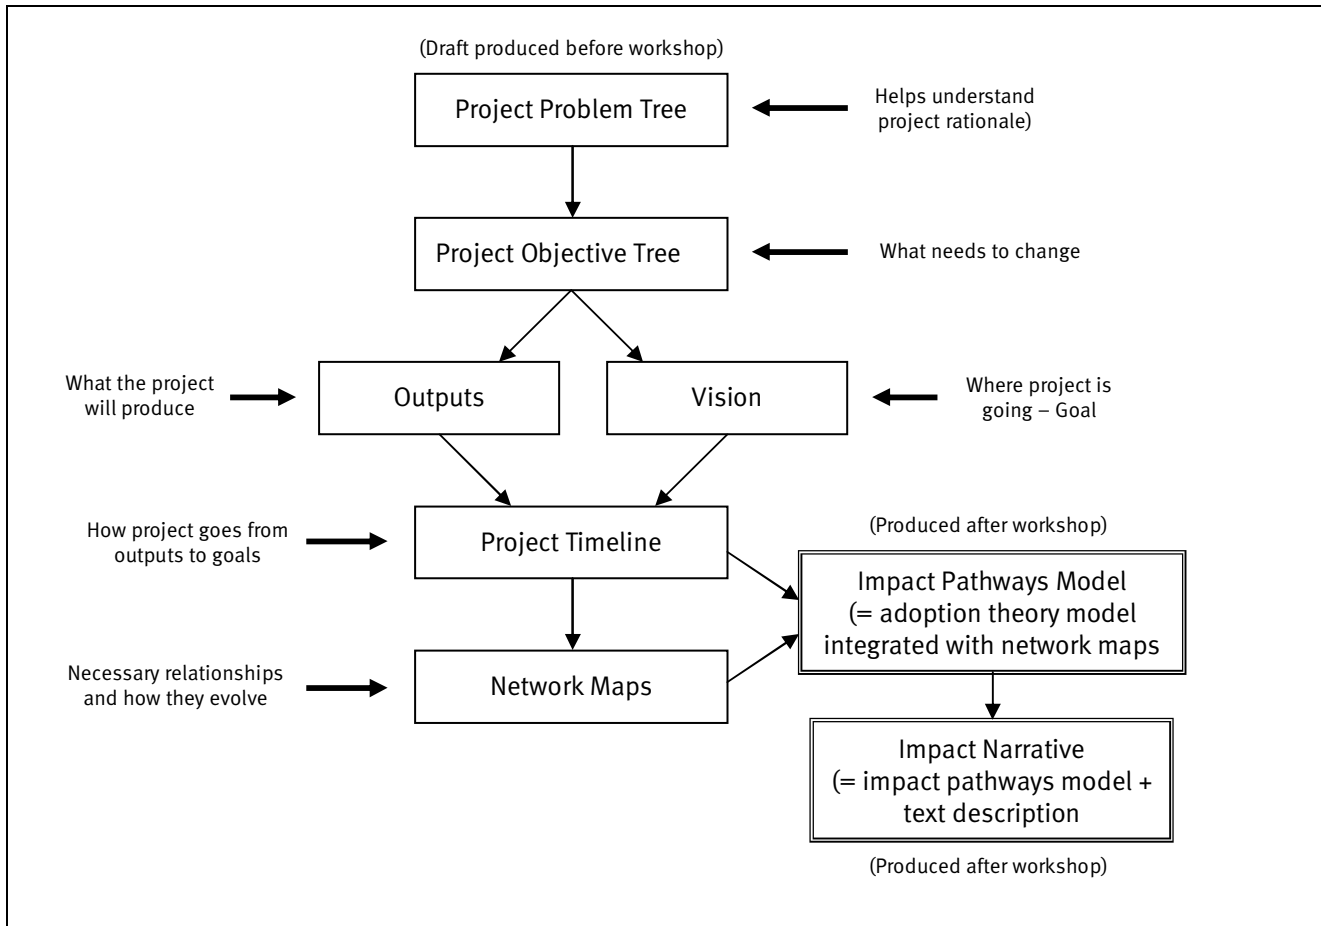 (Draft produced before workshop)
Project Problem Tree
Helps understand
project rationale)
Project Objective Tree
What needs to change
What the project
will produce
Outputs
Vision
Where project is
going – Goal
How project goes from
outputs to goals
Project Timeline
(Produced after workshop)
Impact Pathways Model
(= adoption theory model
integrated with network maps
Necessary relationships
and how they evolve
Network Maps
Impact Narrative
(= impact pathways model +
text description
(Produced after workshop)